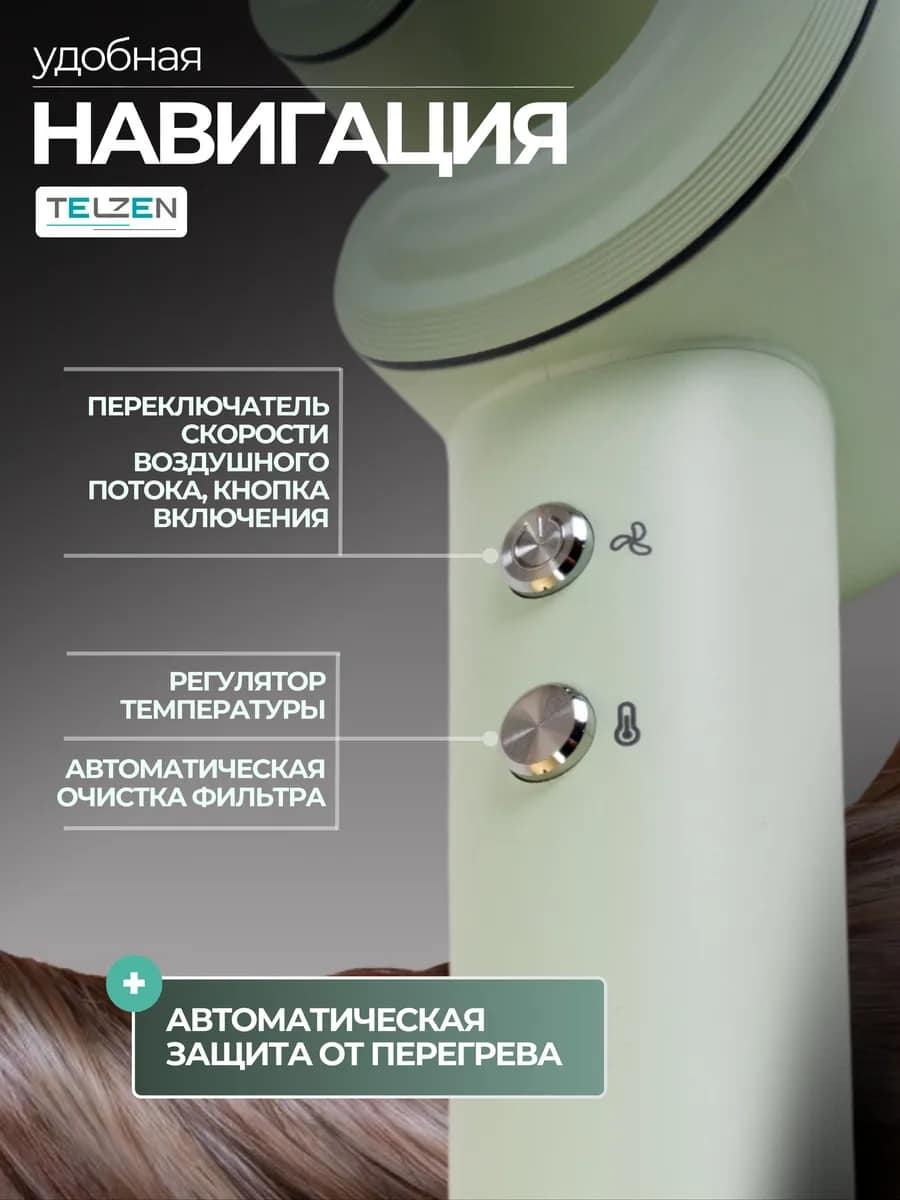 удобная
НАВИГАЦИЯ
TELZEN
ПЕРЕКЛЮЧАТЕЛЬ
СКОРОСТИ
ВОЗДУШНОГО
ПОТОКА, КНОПКА
ВКЛЮЧЕНИЯ
РЕГУЛЯТОР
ТЕМПЕРАТУРЫ
АВТОМАТИЧЕСКАЯ
ОЧИСТКА ФИЛЬТРА
АВТОМАТИЧЕСКАЯ
ЗАЩИТА ОТ ПЕРЕГРЕВА